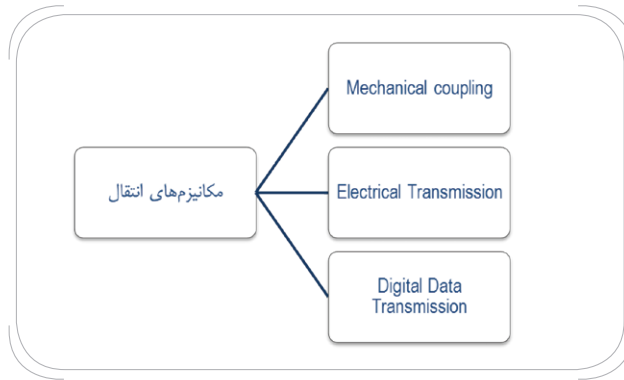 مکانیزم‌های انتقال
Mechanical coupling
Electrical Transmission
Digital Data
Transmission